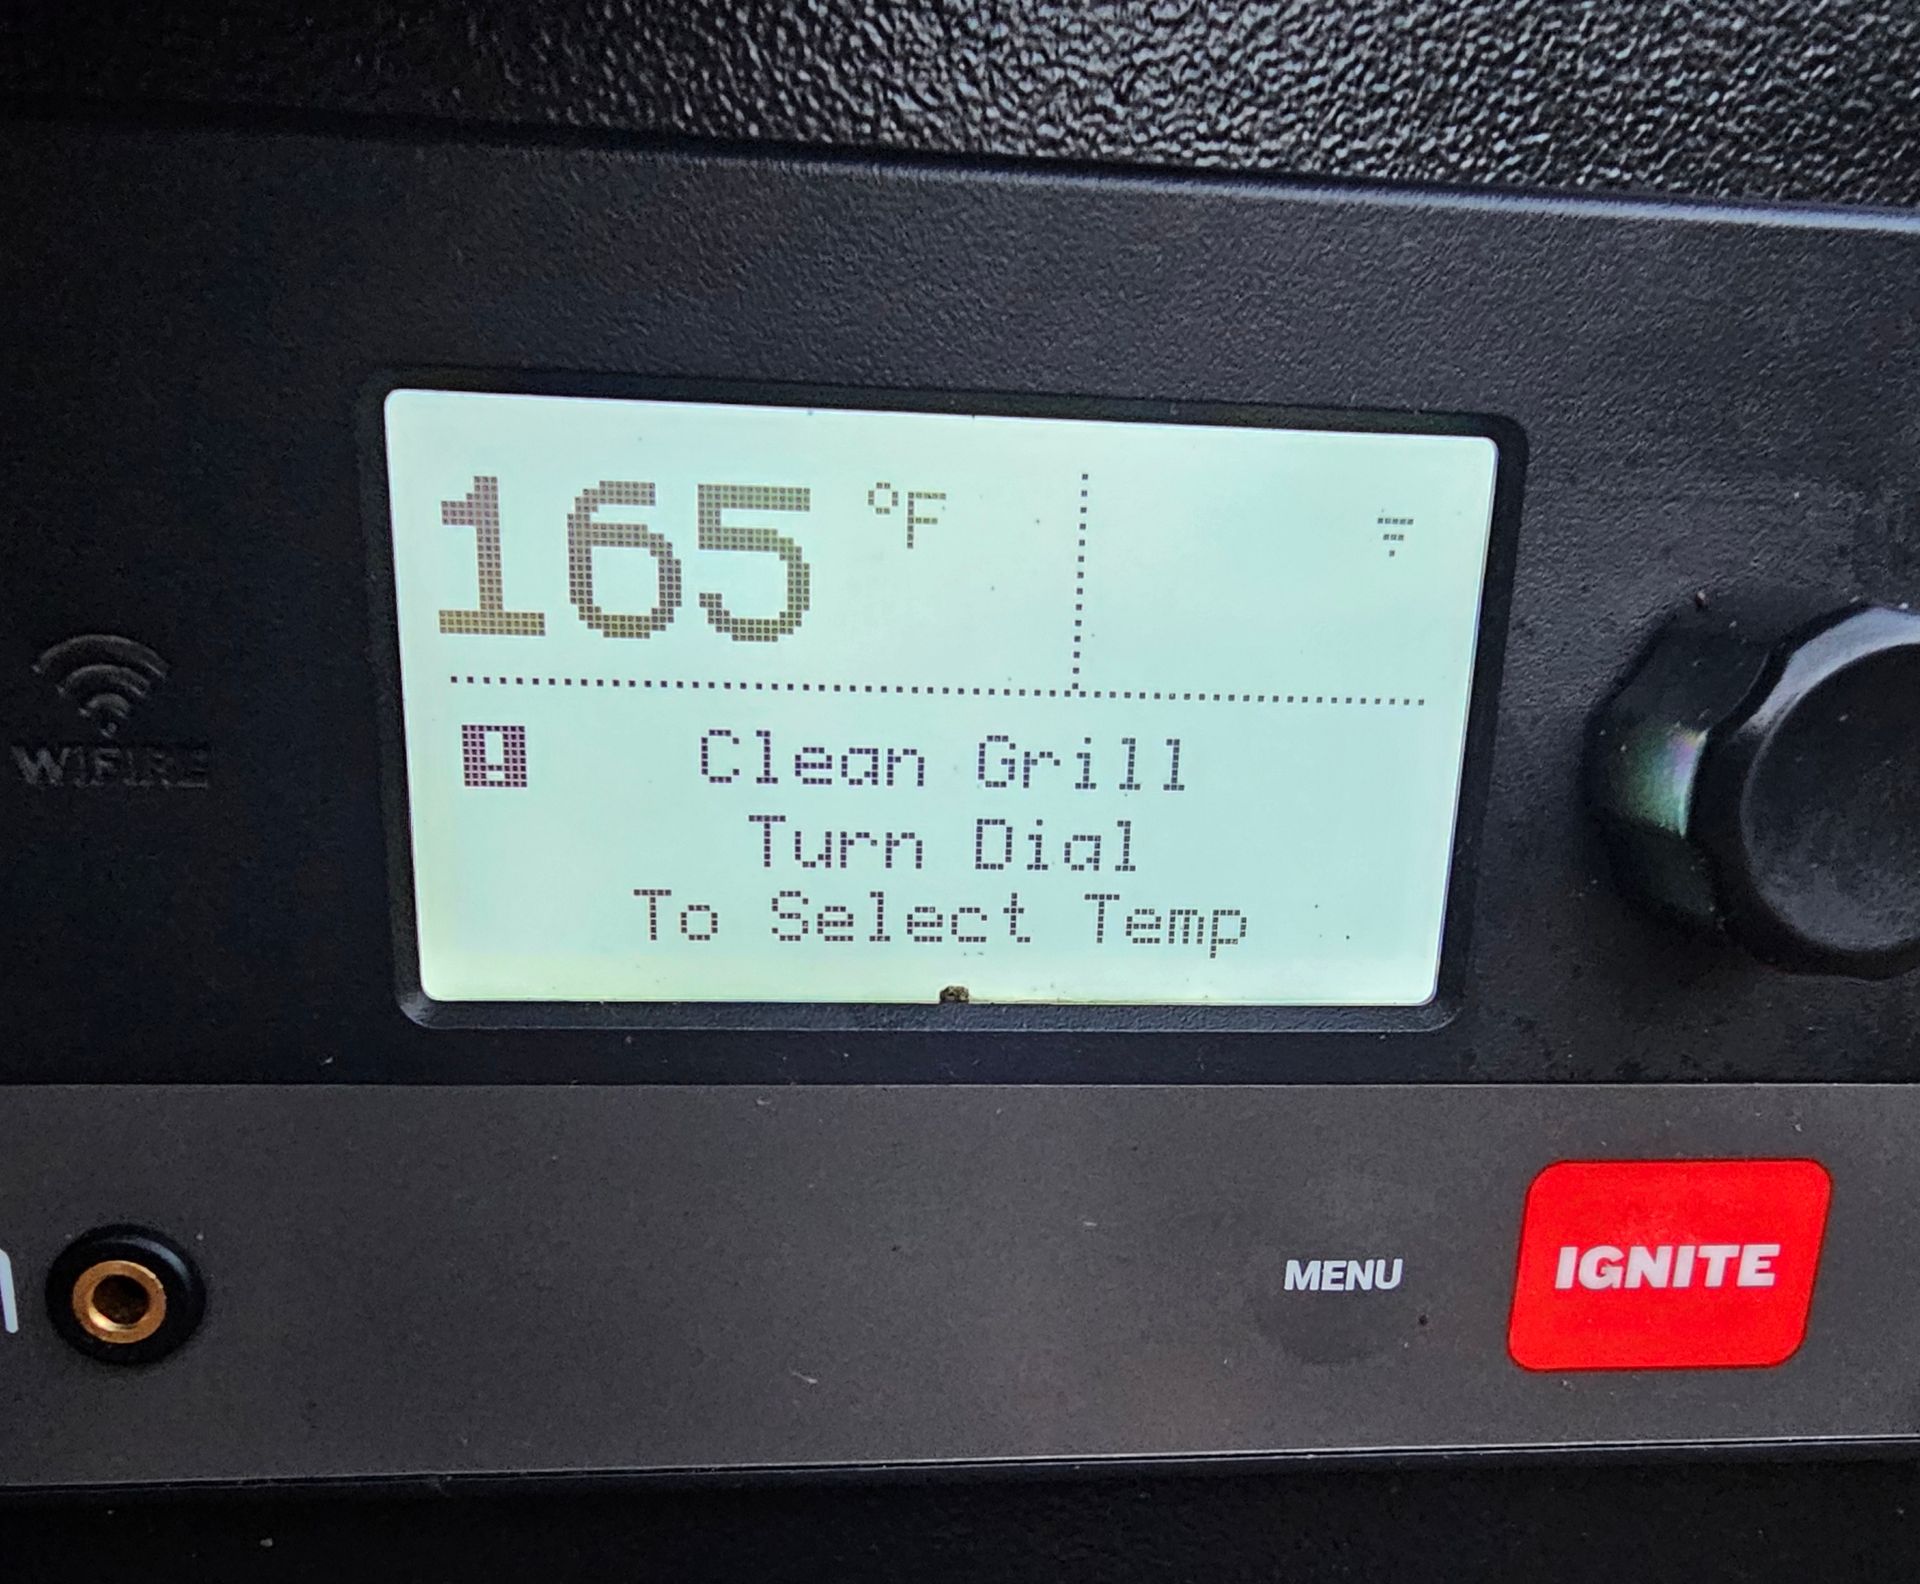 165 °F
! Clean Grill
Turn Dial
To Select Temp
WiFIRE
MENU
IGNITE